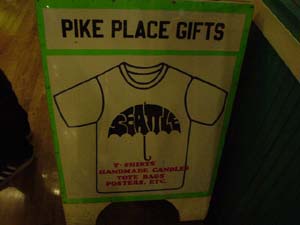 PIKE PLACE GIFTS
SEATTLE
T-SHIRTS
HANDMADE CANDLES
TOTE BAGS
POSTERS, ETC.